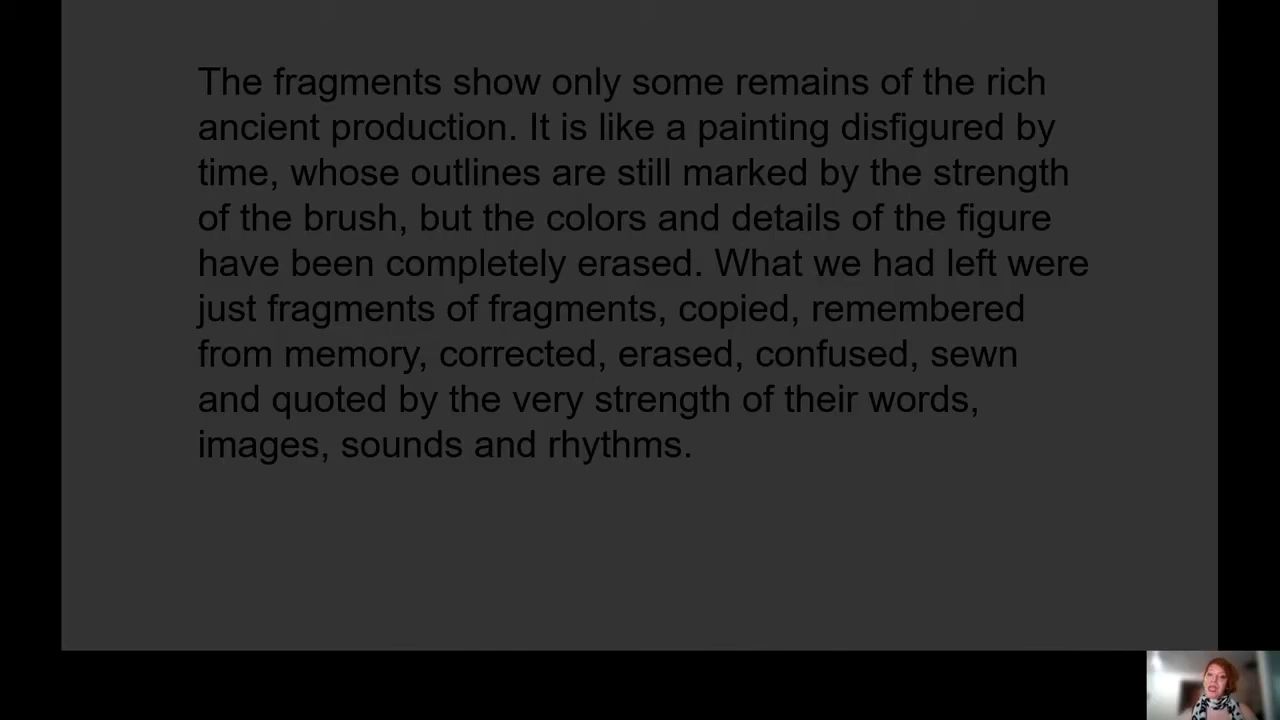 The fragments show only some remains of the rich
ancient production. It is like a painting disfigured by
time, whose outlines are still marked by the strength
of the brush, but the colors and details of the figure
have been completely erased. What we had left were
just fragments of fragments, copied, remembered
from memory, corrected, erased, confused, sewn
and quoted by the very strength of their words,
images, sounds and rhythms.